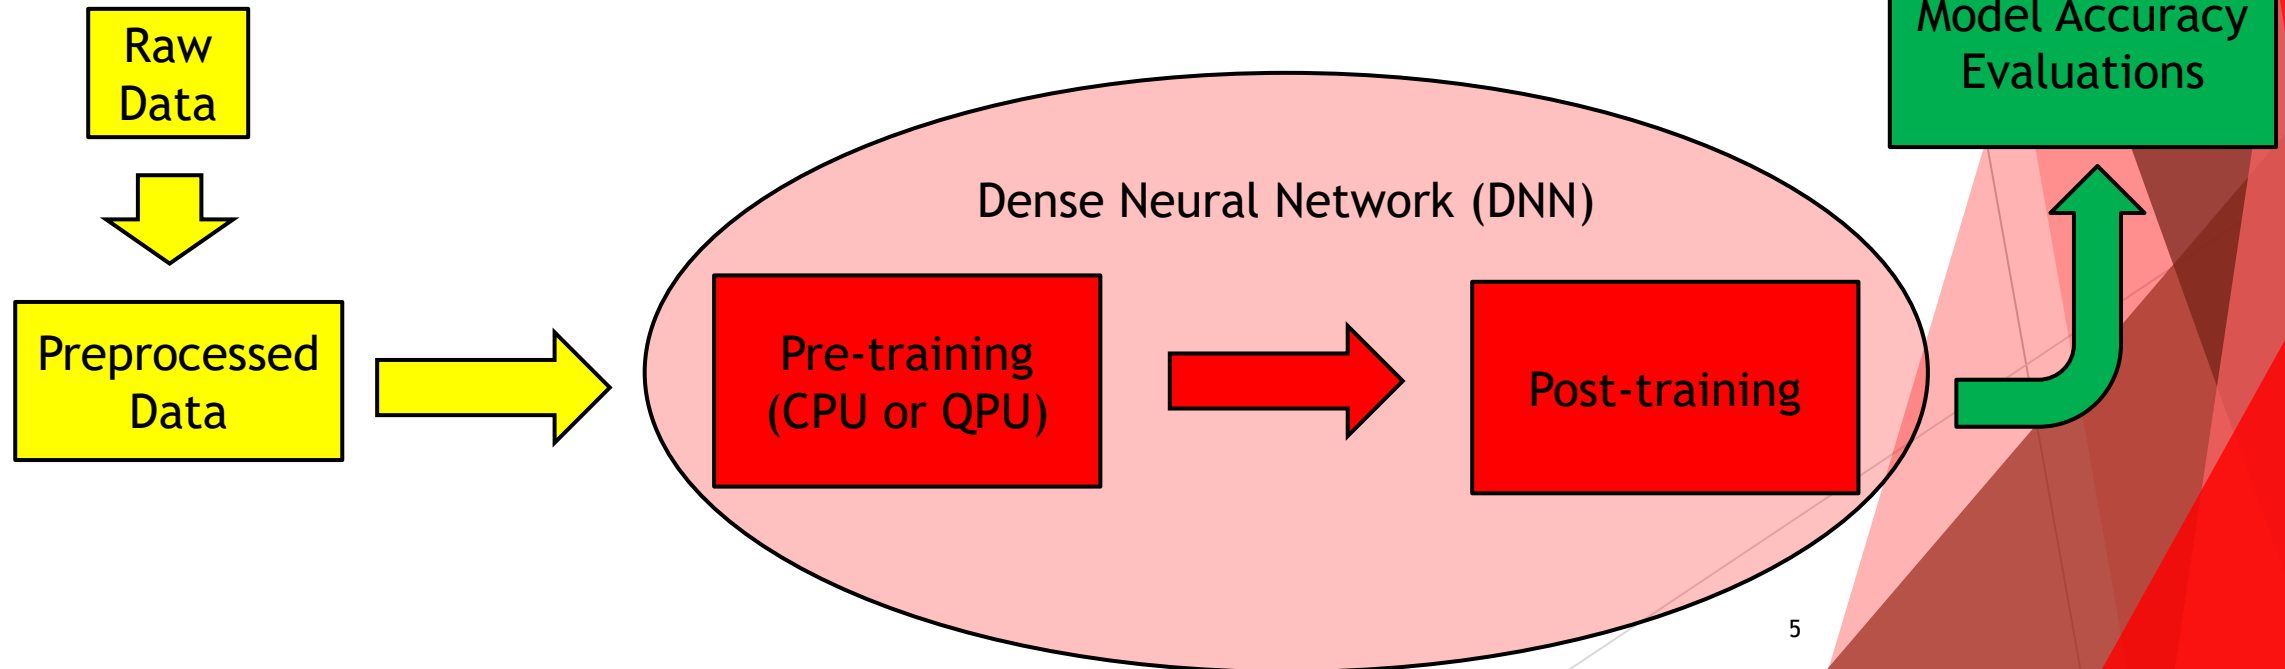 Raw
Data
Preprocessed
Data
Dense Neural Network (DNN)
Pre-training
(CPU or QPU)
Post-training
Model Accuracy
Evaluations
5